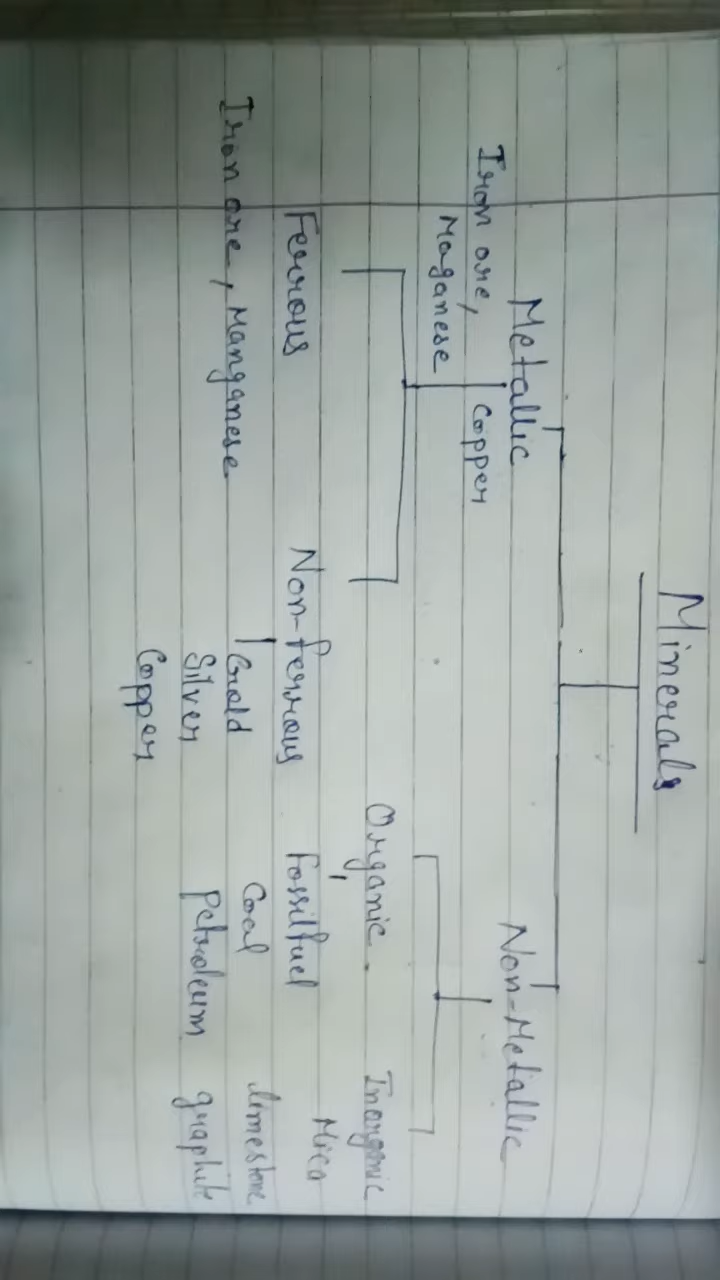 Minerals
Metallic
Non-Metallic
Iron ore,
Maganese
Copper
Ferrous
Non-Ferrous
Organic
Inorganic
Iron ore, Manganese
Gold
Silver
Copper
Fossil fuel
Coal
Petroleum
Mica
limestone
graphite